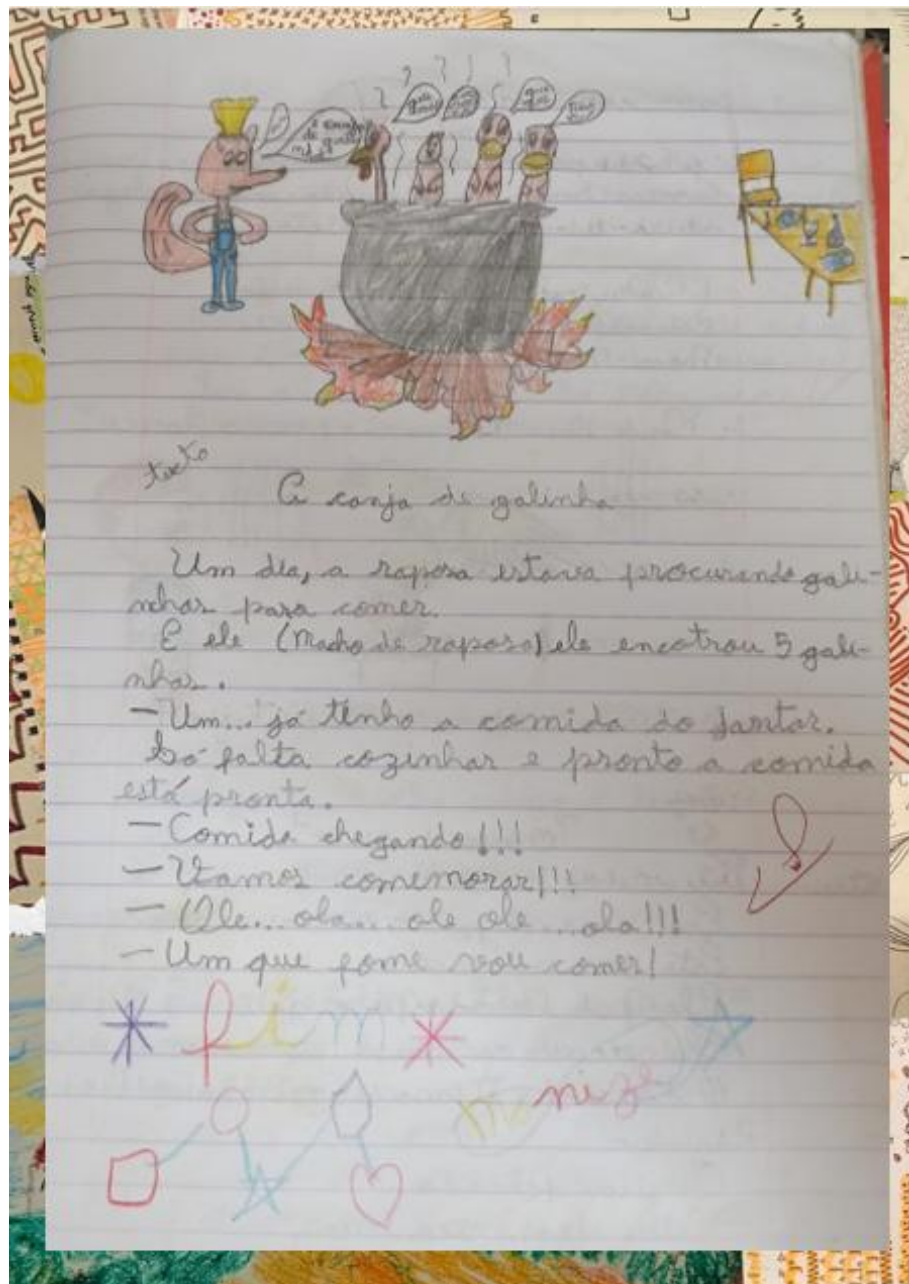 texto
A canja de galinha
Um dia, a raposa estava procurando gali-
nhas para comer.
E ele (Macho de raposa) ele encotrou 5 gali-
nhas.
- Um... já tenho a comida do jantar.
Só falta cozinhar e pronto a comida
está pronta.
- Comida chegando!!!
- Vamos comemorar!!!
- Ole... ola... ole ole... ola!!!
- Um que fome vou comer!
fim